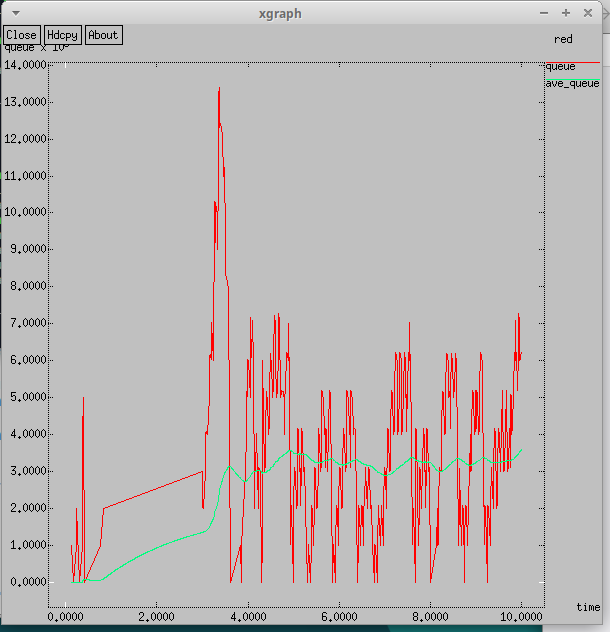 xgraph
Close Hdcpy About
red
queue x 10³
queue
ave_queue
14.0000
13.0000
12.0000
11.0000
10.0000
9.0000
8.0000
7.0000
6.0000
5.0000
4.0000
3.0000
2.0000
1.0000
0.0000
time
0.0000 2.0000 4.0000 6.0000 8.0000 10.0000